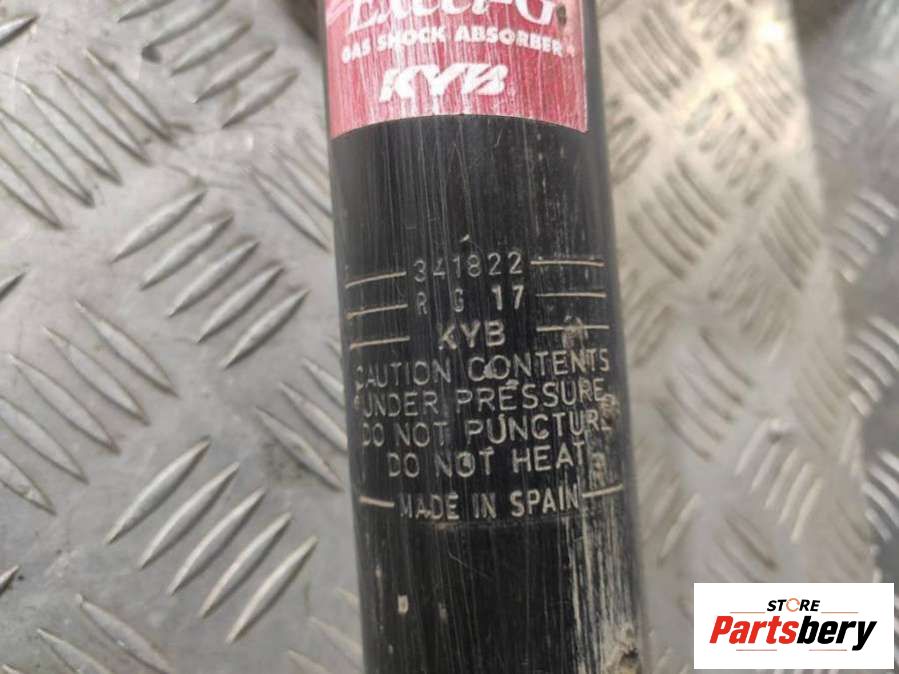 Excel-G
GAS SHOCK ABSORBER
KYB
341822
R G 17
KYB
CAUTION CONTENTS
UNDER PRESSURE
DO NOT PUNCTURE
DO NOT HEAT
MADE IN SPAIN
STORE
Partsbery